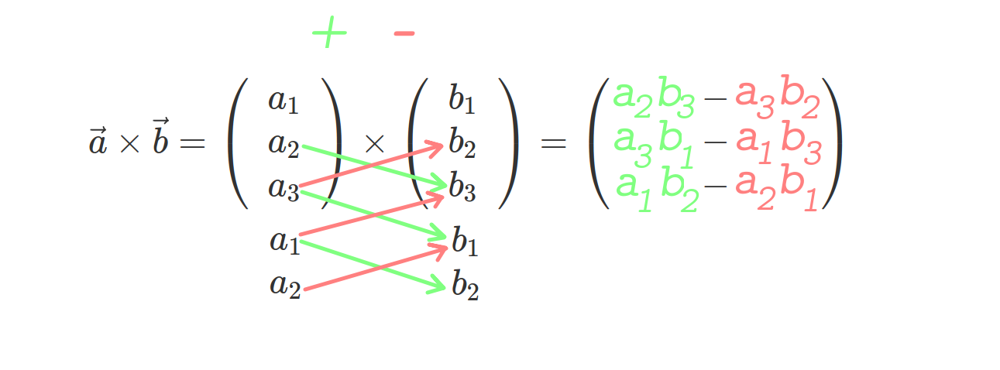 + −
a₁ b₁ a₂b₃ − a₃b₂
a⃗ × b⃗ = ( a₂ ) × ( b₂ ) = ( a₃b₁ − a₁b₃ )
a₃ b₃ a₁b₂ − a₂b₁
a₁ b₁
a₂ b₂